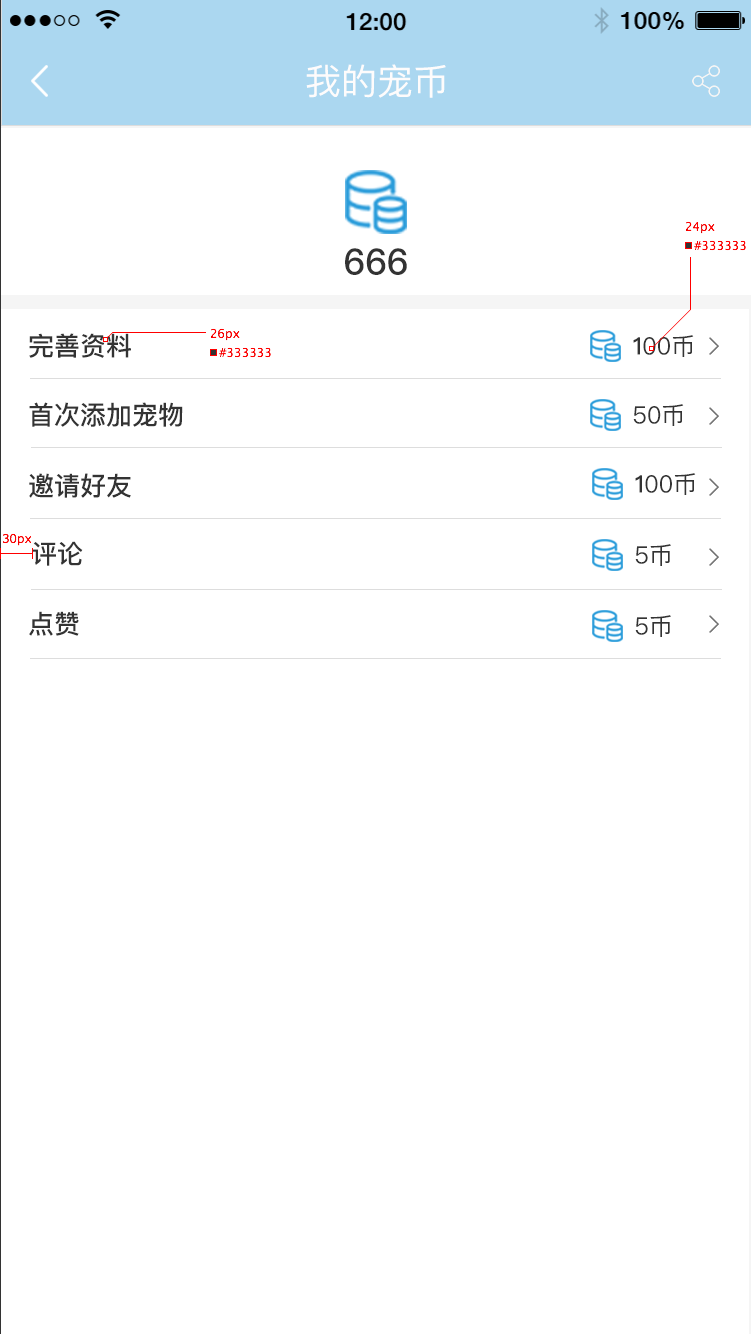 12:00
100%
我的宠币
666
24px
#333333
完善资料
26px
#333333
100币
首次添加宠物
50币
邀请好友
100币
30px
评论
5币
点赞
5币